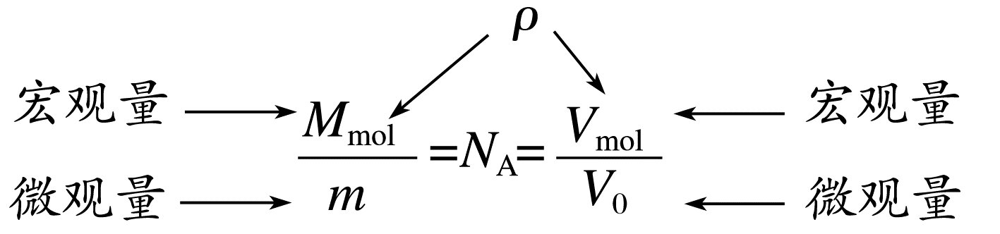 ρ
宏观量 M_mol = N_A = V_mol 宏观量
微观量 m V_0 微观量